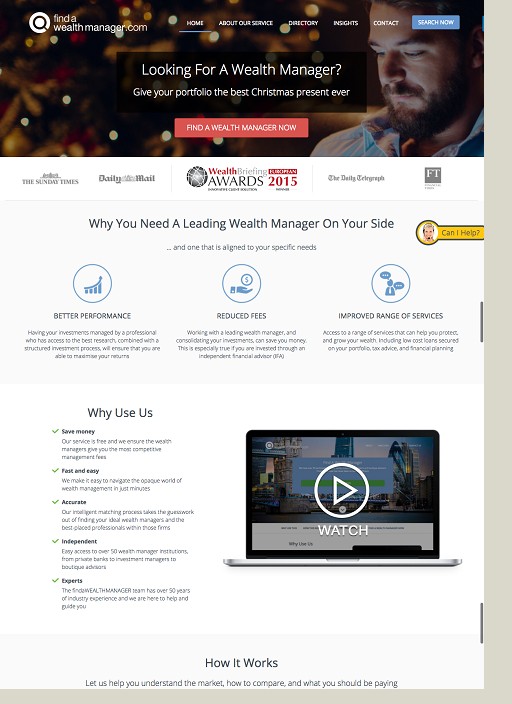 find a
wealth manager.com
HOME
ABOUT OUR SERVICE
DIRECTORY
INSIGHTS
CONTACT
SEARCH NOW
Looking For A Wealth Manager?
Give your portfolio the best Christmas present ever
FIND A WEALTH MANAGER NOW
THE SUNDAY TIMES
Daily Mail
WealthBriefing EUROPEAN
AWARDS 2015
INNOVATIVE CLIENT SOLUTION WINNER
The Daily Telegraph
FT
FINANCIAL
TIMES
Why You Need A Leading Wealth Manager On Your Side
Can I Help?
... and one that is aligned to your specific needs
BETTER PERFORMANCE
Having your investments managed by a professional
who has access to the best research, combined with a
structured investment process, will ensure that you are
able to maximise your returns
REDUCED FEES
Working with a leading wealth manager, and
consolidating your investments, can save you money.
This is especially true if you are invested through an
independent financial advisor (IFA)
IMPROVED RANGE OF SERVICES
Access to a range of services that can help you protect,
and grow your wealth. Including low cost loans secured
on your portfolio, tax advice, and financial planning
Why Use Us
Save money
Our service is free and we ensure the wealth
managers give you the most competitive
management fees
Fast and easy
We make it easy to navigate the opaque world of
wealth management in just minutes
Accurate
Our intelligent matching process takes the guesswork
out of finding your ideal wealth managers and the
best-placed professionals within those firms
Independent
Easy access to over 50 wealth manager institutions,
from private banks to investment managers to
boutique advisors
Experts
The findaWEALTHMANAGER team has over 50 years
of industry experience and we are here to help and
guide you
WATCH
Why Use Us
How It Works
Let us help you understand the market, how to compare, and what you should be paying